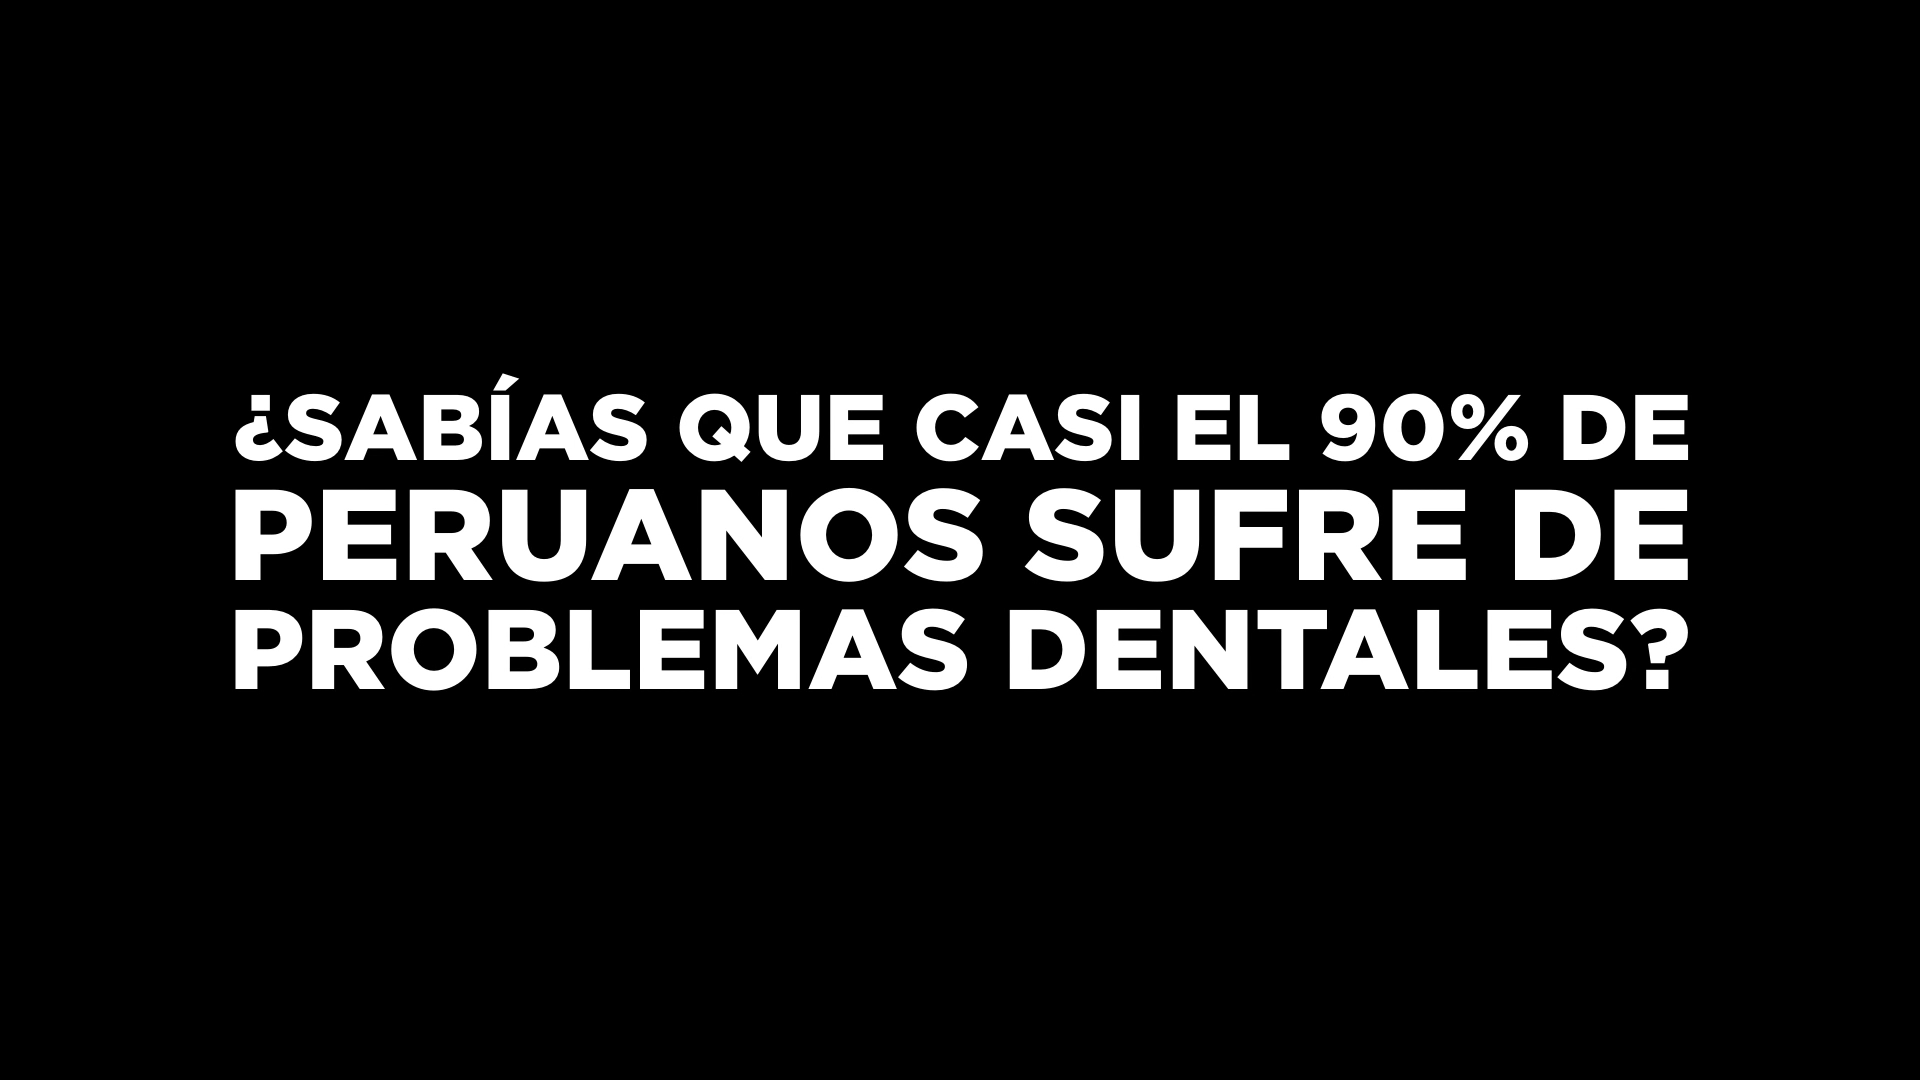 ¿SABÍAS QUE CASI EL 90% DE
PERUANOS SUFRE DE
PROBLEMAS DENTALES?